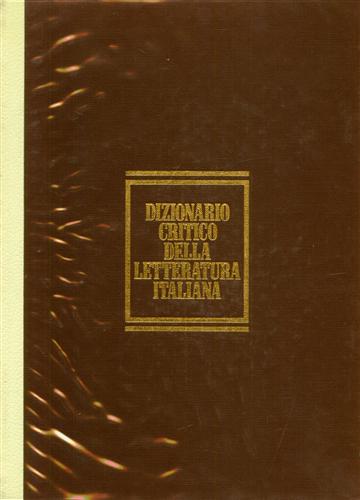 DIZIONARIO
CRITICO
DELLA
LETTERATURA
ITALIANA